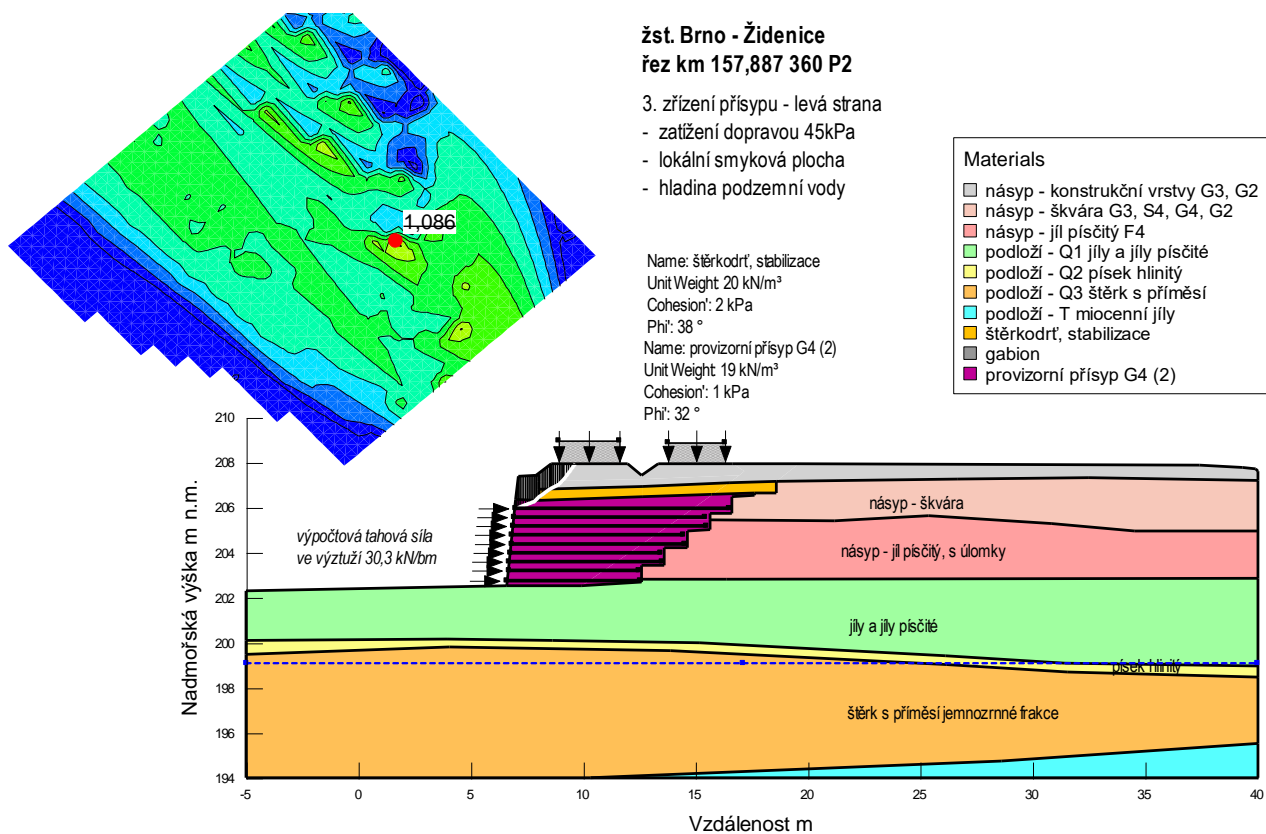 žst. Brno - Židenice
řez km 157,887 360 P2
3. zřízení přísypu - levá strana
- zatížení dopravou 45kPa
- lokální smyková plocha
- hladina podzemní vody
1,086
Name: štěrkodrť, stabilizace
Unit Weight: 20 kN/m³
Cohesion': 2 kPa
Phi': 38 °
Name: provizorní přísyp G4 (2)
Unit Weight: 19 kN/m³
Cohesion': 1 kPa
Phi': 32 °
Materials
násyp - konstrukční vrstvy G3, G2
násyp - škvára G3, S4, G4, G2
násyp - jíl písčitý F4
podloží - Q1 jíly a jíly písčité
podloží - Q2 písek hlinitý
podloží - Q3 štěrk s příměsí
podloží - T miocenní jíly
štěrkodrť, stabilizace
gabion
provizorní přísyp G4 (2)
Nadmořská výška m n.m.
210
208
206
204
202
200
198
196
194
výpočtová tahová síla
ve výztuží 30,3 kN/bm
násyp - škvára
násyp - jíl písčitý, s úlomky
jíly a jíly písčité
písek hlinitý
štěrk s příměsí jemnozrnné frakce
-5 0 5 10 15 20 25 30 35 40
Vzdálenost m